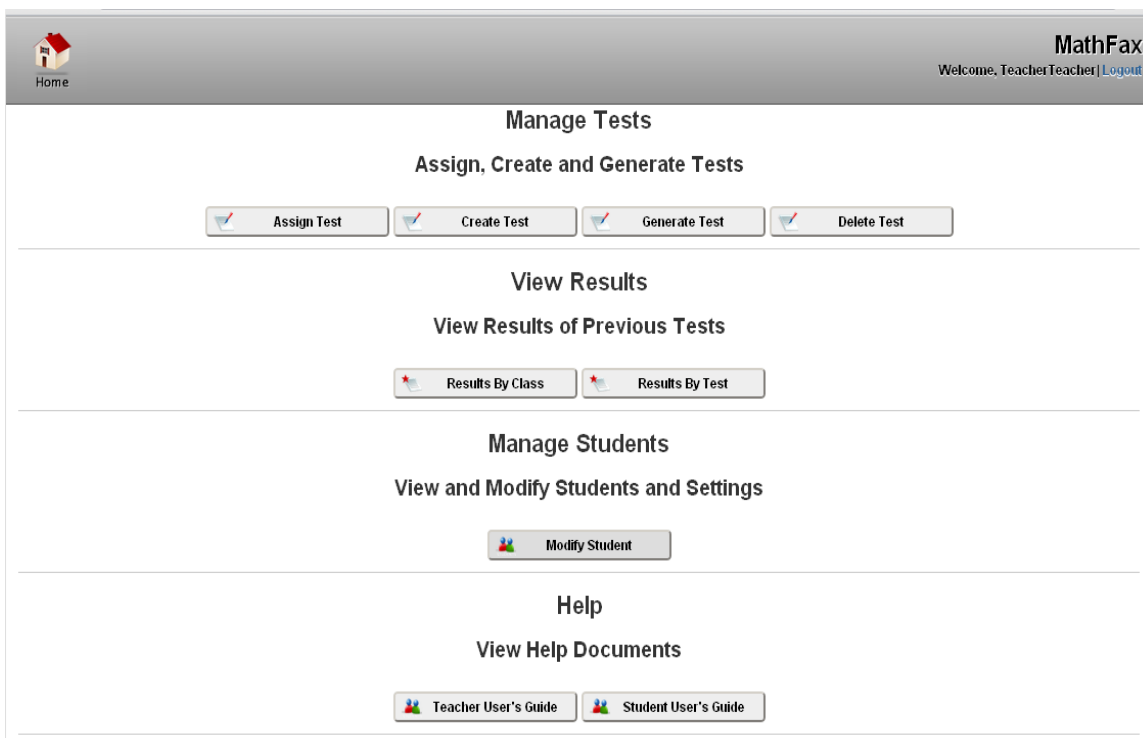 MathFax
Home
Welcome, TeacherTeacher|Logout
Manage Tests
Assign, Create and Generate Tests
Assign Test Create Test Generate Test Delete Test
View Results
View Results of Previous Tests
Results By Class Results By Test
Manage Students
View and Modify Students and Settings
Modify Student
Help
View Help Documents
Teacher User's Guide Student User's Guide